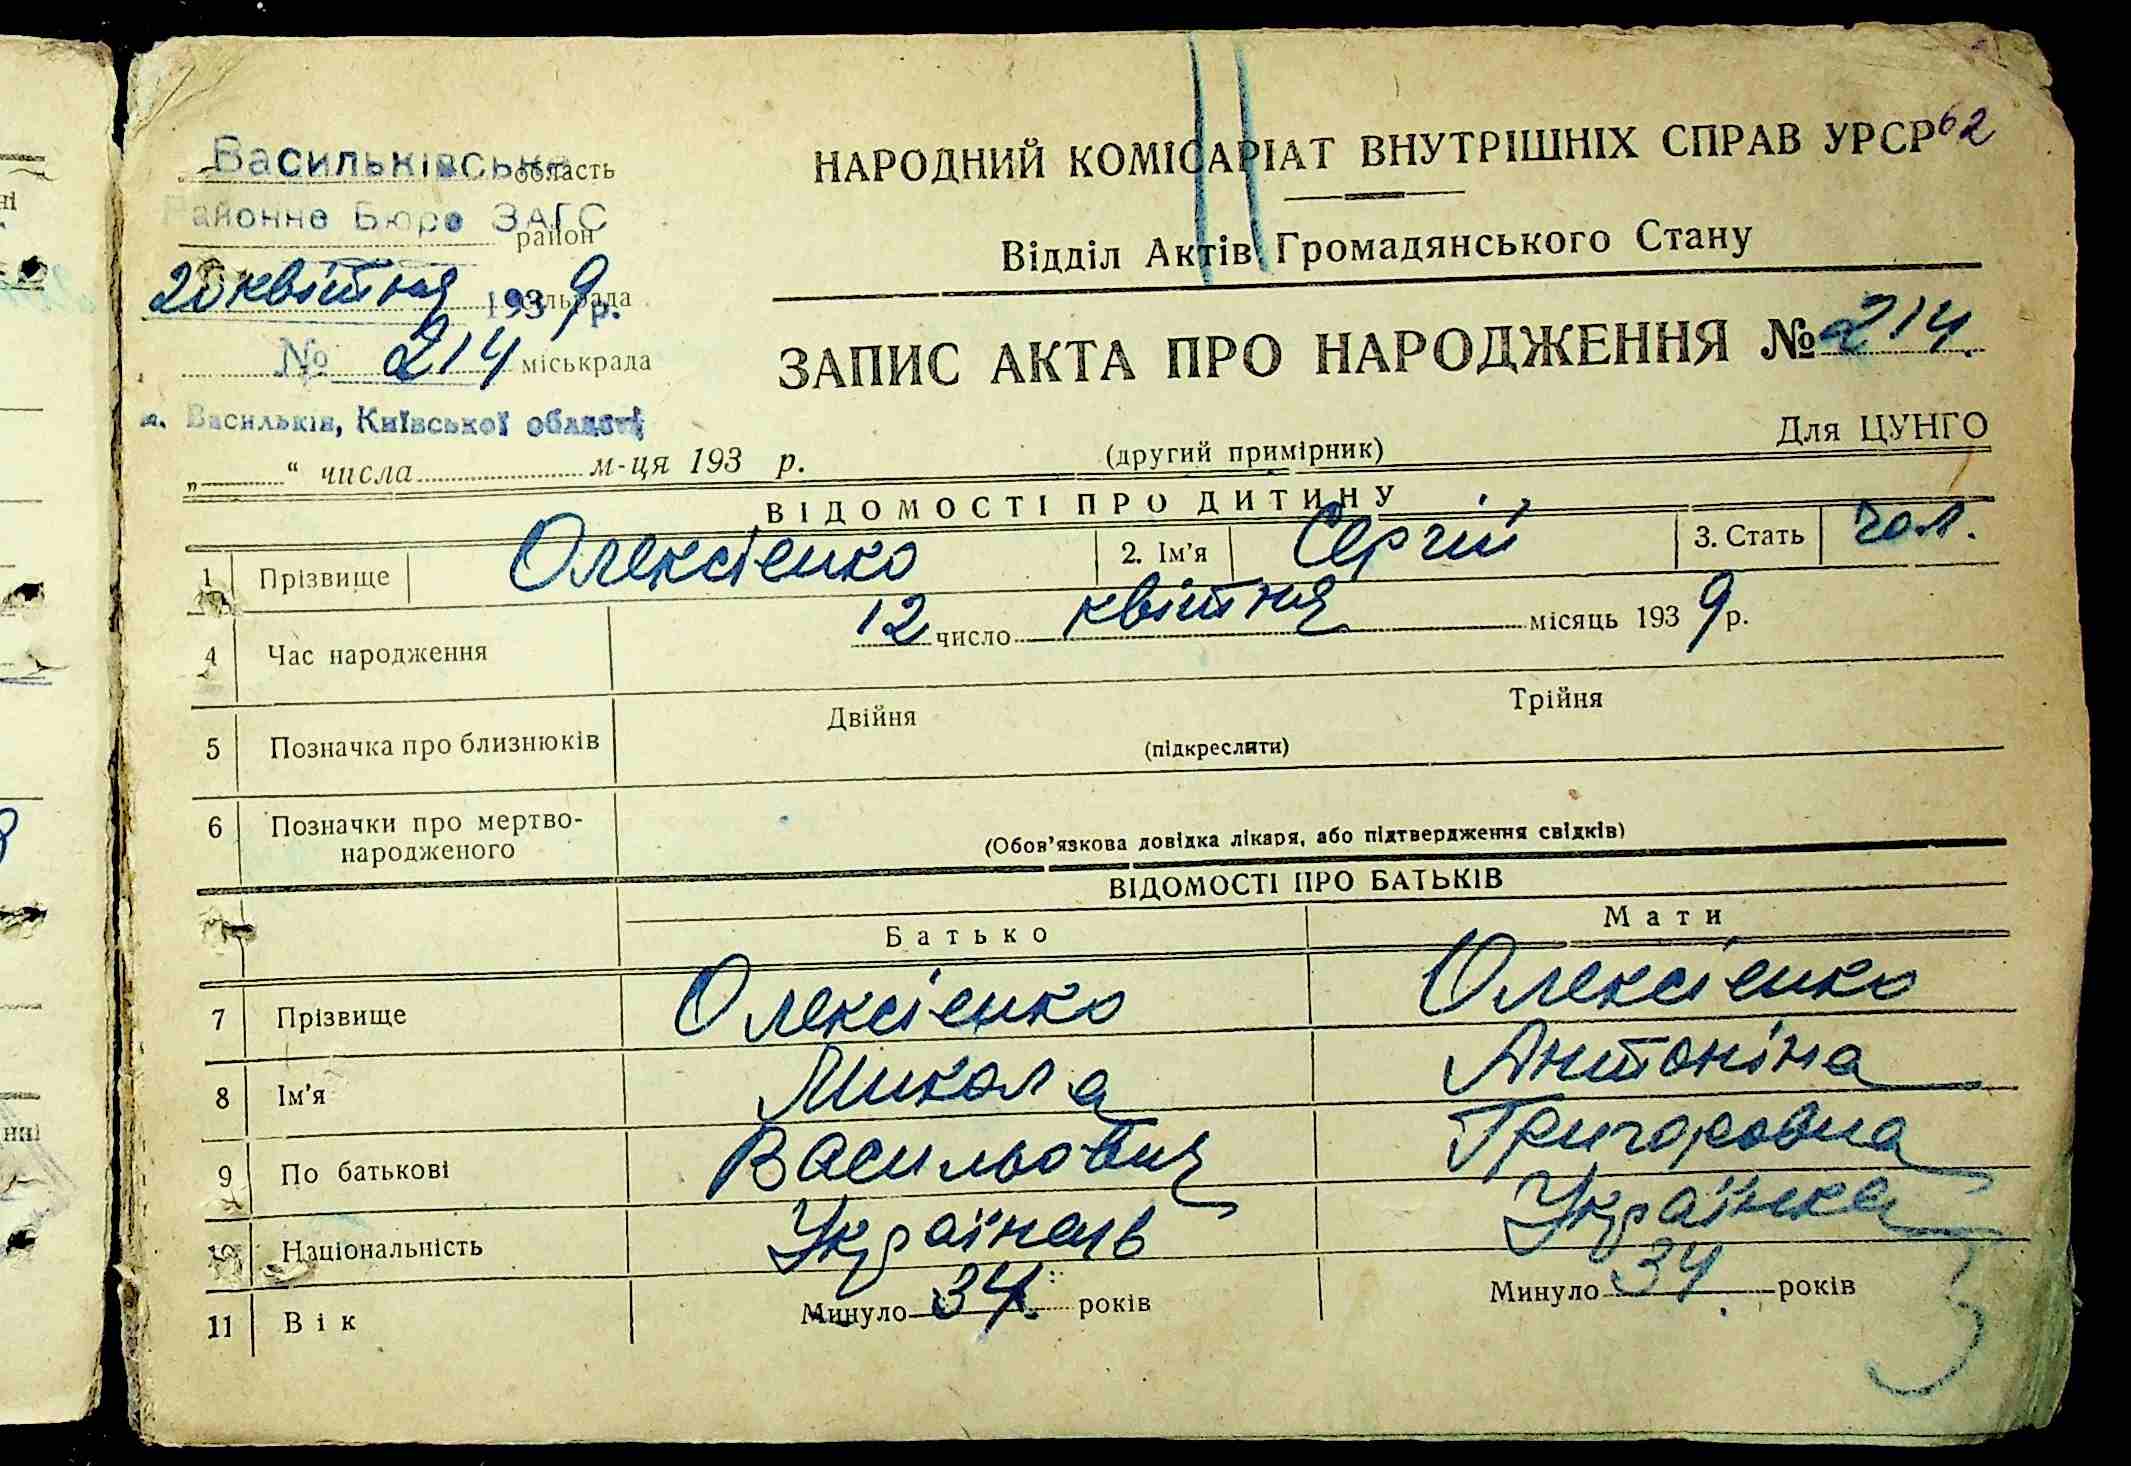 62
Васильківське область
Районне Бюро ЗАГС
район
20 квітня 1939 р. сільрада
№ 214 міськрада
м. Васильків, Київської області
„ “ числа м-ця 193 р.
НАРОДНИЙ КОМІСАРІАТ ВНУТРІШНІХ СПРАВ УРСР
Відділ Актів Громадянського Стану
ЗАПИС АКТА ПРО НАРОДЖЕННЯ № 214.
(другий примірник) Для ЦУНГО
ВІДОМОСТІ ПРО ДИТИНУ
1 Прізвище Олексієнко 2. Ім’я Сергій 3. Стать чол.
4 Час народження 12 число квітня місяць 1939 р.
5 Позначка про близнюків Двійня Трійня
(підкреслити)
6 Позначки про мертво-
народженого
(Обов’язкова довідка лікаря, або підтвердження свідків)
ВІДОМОСТІ ПРО БАТЬКІВ
Батько Мати
7 Прізвище Олексієнко Олексієнко
8 Ім’я Микола Антоніна
9 По батькові Васильович Григоровна
10 Національність Українець Українка
11 Вік Минуло 34 років Минуло 34 років
3